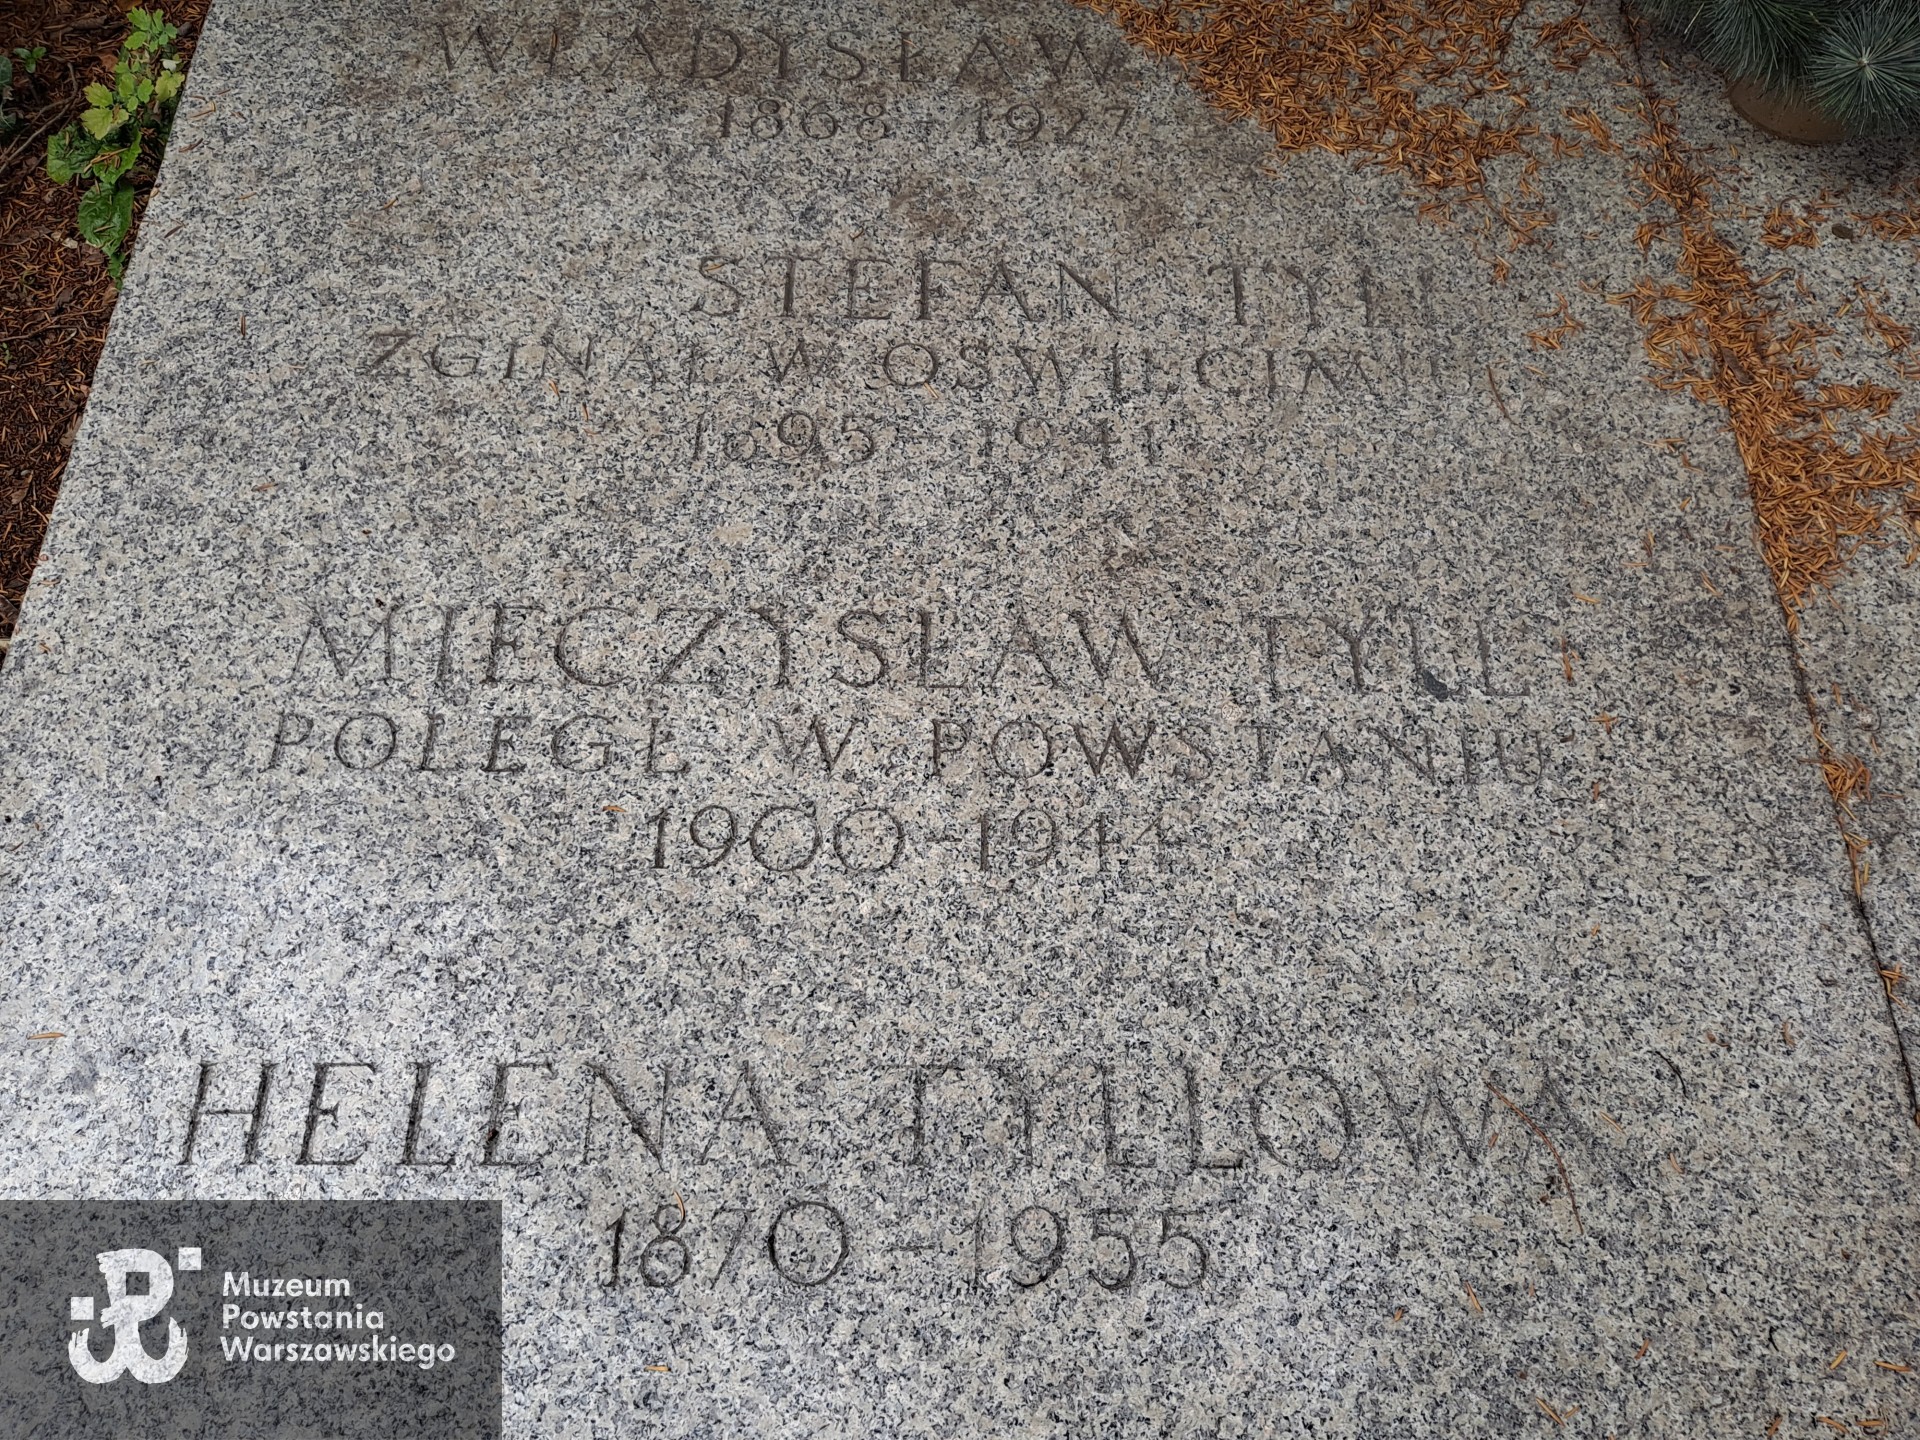 WŁADYSŁAW
1868 - 1927
STEFAN TYLL
ZGINĄŁ W OŚWIĘCIMIU
1895 1941
MIECZYSŁAW TYLL
POLEGŁ W POWSTANIU
1900-1944
HELENA TYLLOWA
1870-1955
Muzeum
Powstania
Warszawskiego